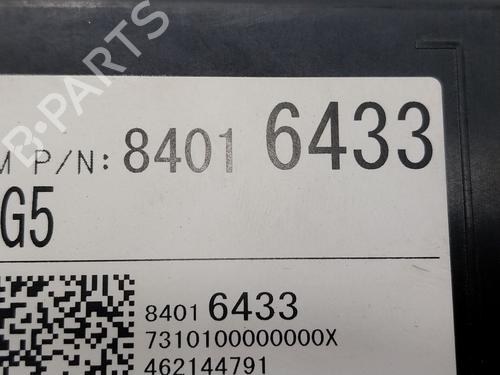 M P/N: 8401 6433
G5
8401 6433
7310100000000X
462144791
B-PARTS